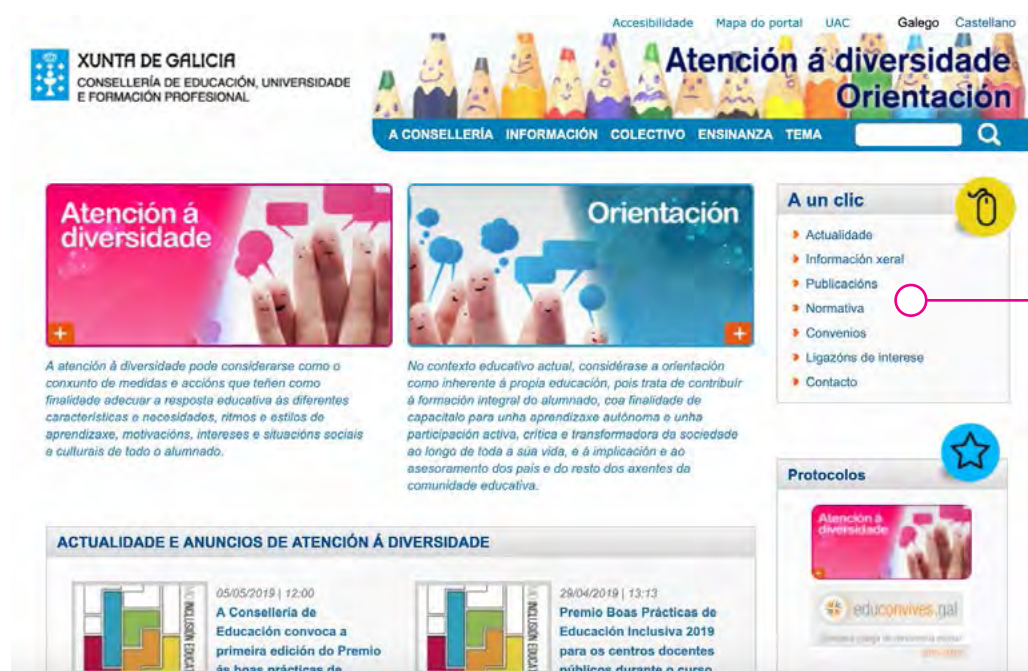 Accesibilidade Mapa do portal UAC Galego Castellano
XUNTA DE GALICIA
CONSELLERÍA DE EDUCACIÓN, UNIVERSIDADE
E FORMACIÓN PROFESIONAL
Atención á diversidade
Orientación
A CONSELLERÍA INFORMACIÓN COLECTIVO ENSINANZA TEMA
Atención á
diversidade
A atención á diversidade pode considerarse como o
conxunto de medidas e accións que teñen como
finalidade adecuar a resposta educativa ás diferentes
características e necesidades, ritmos e estilos de
aprendizaxe, motivacións, intereses e situacións sociais
e culturais de todo o alumnado.
Orientación
No contexto educativo actual, considérase a orientación
como inherente á propia educación, pois trata de contribuír
á formación integral do alumnado, coa finalidade de
capacitalo para unha aprendizaxe autónoma e unha
participación activa, crítica e transformadora da sociedade
ao longo de toda a súa vida, e á implicación e ao
asesoramento dos pais e do resto dos axentes da
comunidade educativa.
A un clic
Actualidade
Información xeral
Publicacións
Normativa
Convenios
Ligazóns de interese
Contacto
Protocolos
Atención á
diversidade
educonvives.gal
ACTUALIDADE E ANUNCIOS DE ATENCIÓN Á DIVERSIDADE
05/05/2019 | 12:00
A Consellería de
Educación convoca a
primeira edición do Premio
ás boas prácticas de
29/04/2019 | 13:13
Premio Boas Prácticas de
Educación Inclusiva 2019
para os centros docentes
públicos durante o curso